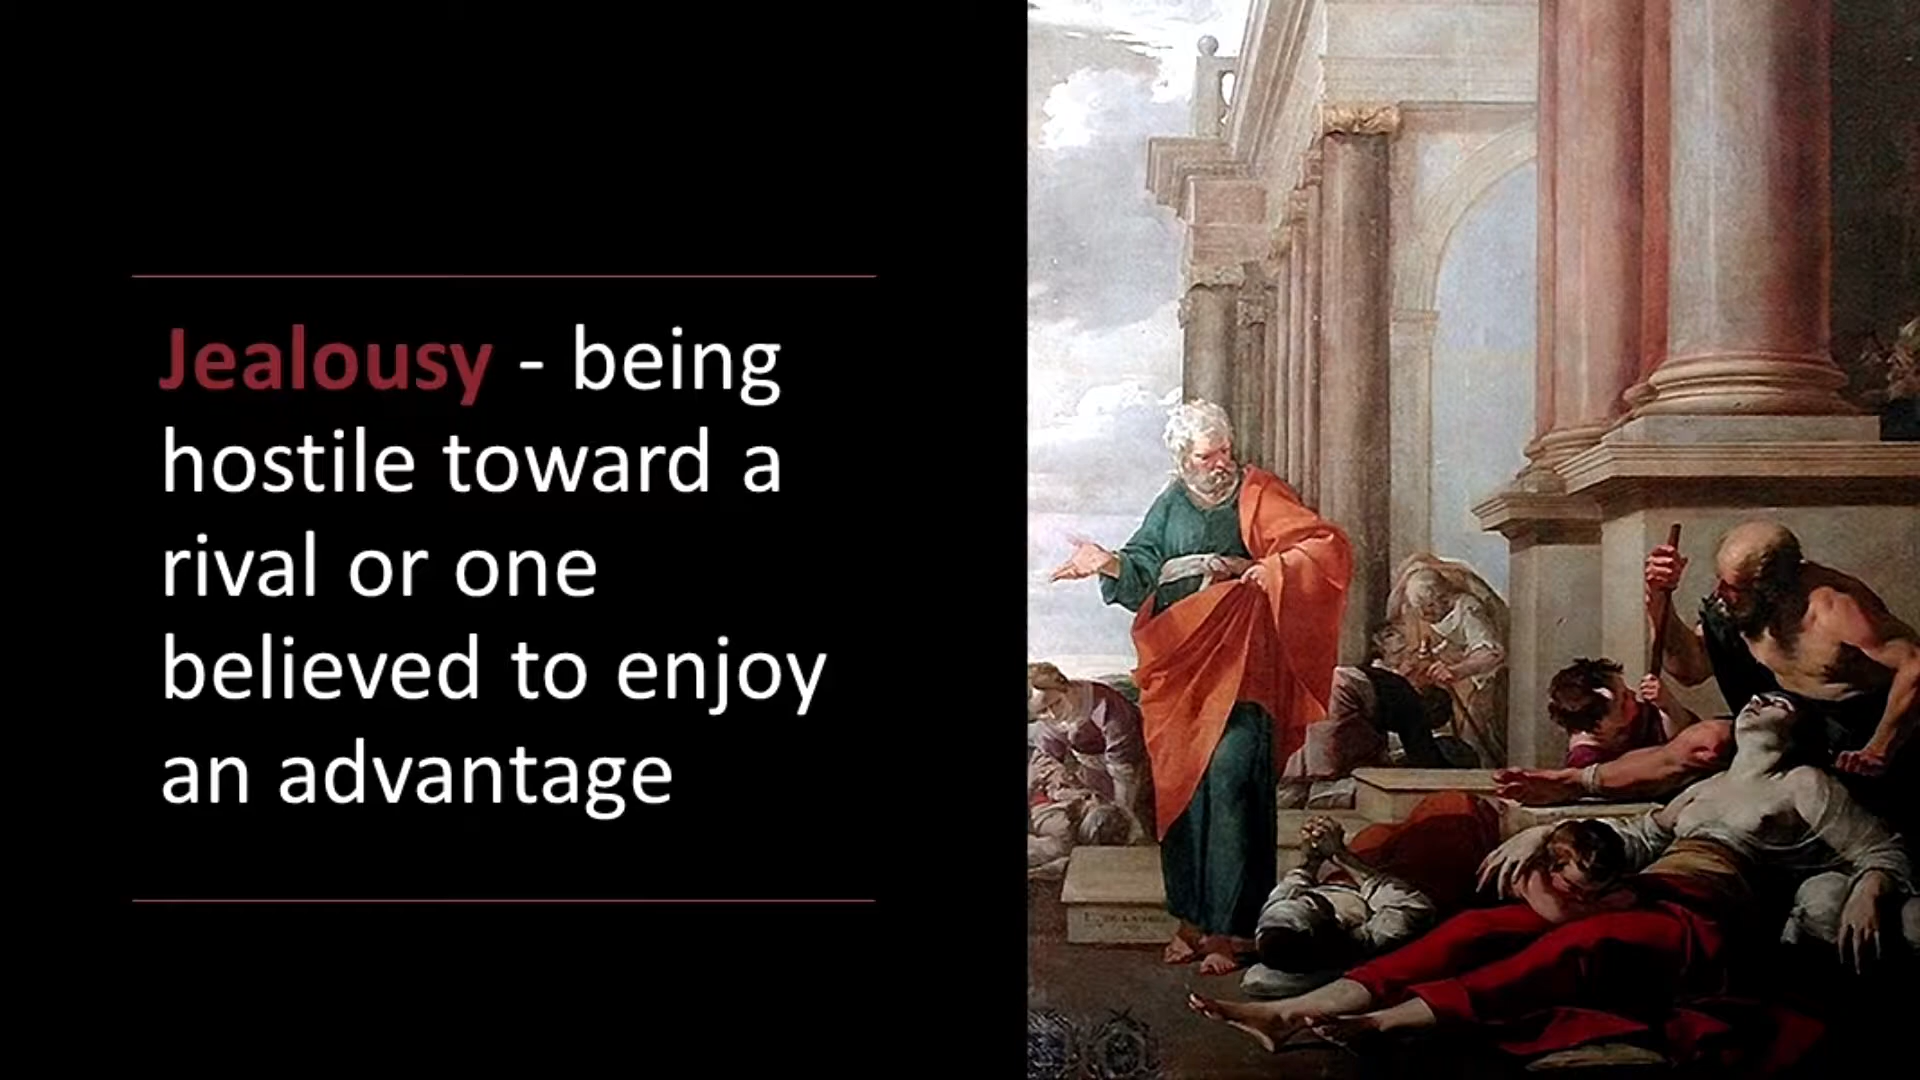 Jealousy - being
hostile toward a
rival or one
believed to enjoy
an advantage